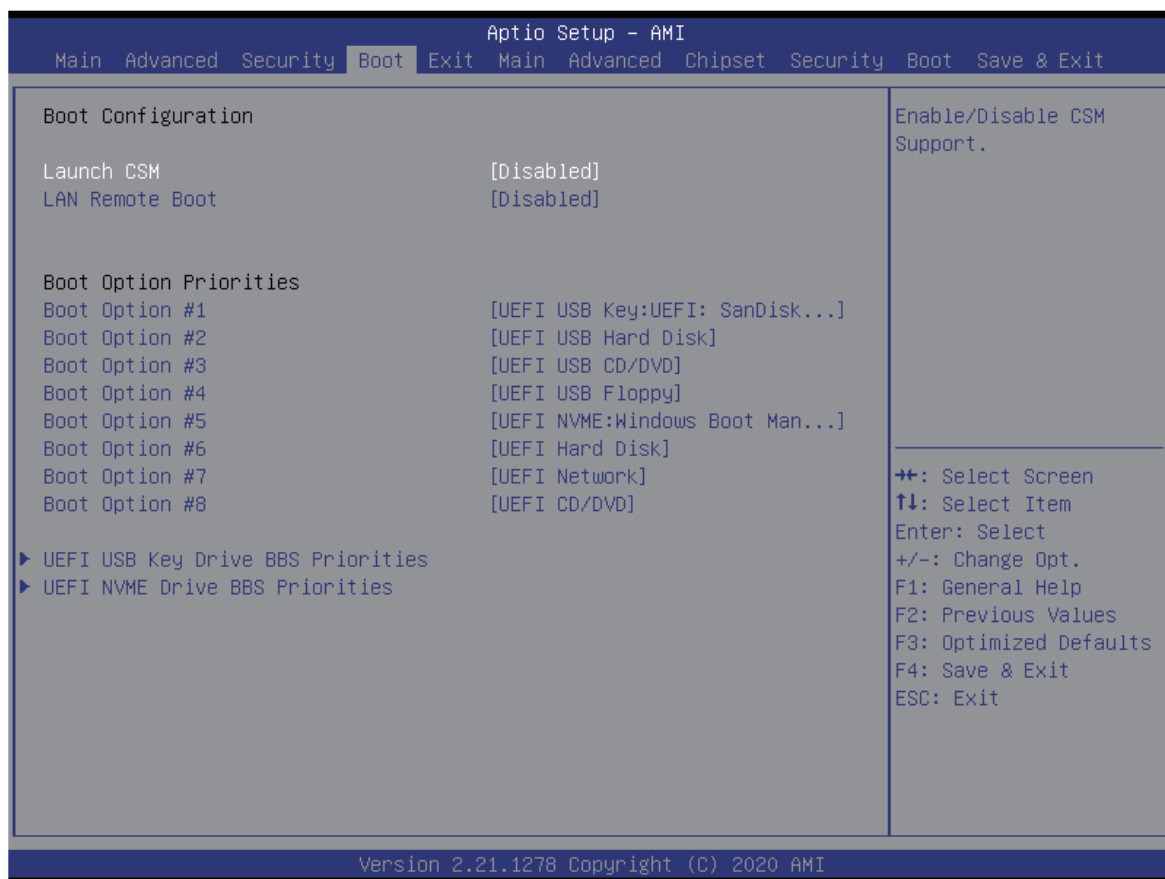 Aptio Setup – AMI
Main Advanced Security Boot Exit Main Advanced Chipset Security Boot Save & Exit
Boot Configuration
Launch CSM [Disabled]
LAN Remote Boot [Disabled]
Boot Option Priorities
Boot Option #1 [UEFI USB Key:UEFI: SanDisk...]
Boot Option #2 [UEFI USB Hard Disk]
Boot Option #3 [UEFI USB CD/DVD]
Boot Option #4 [UEFI USB Floppy]
Boot Option #5 [UEFI NVME:Windows Boot Man...]
Boot Option #6 [UEFI Hard Disk]
Boot Option #7 [UEFI Network]
Boot Option #8 [UEFI CD/DVD]
▶ UEFI USB Key Drive BBS Priorities
▶ UEFI NVME Drive BBS Priorities
Enable/Disable CSM
Support.
→←: Select Screen
↑↓: Select Item
Enter: Select
+/-: Change Opt.
F1: General Help
F2: Previous Values
F3: Optimized Defaults
F4: Save & Exit
ESC: Exit
Version 2.21.1278 Copyright (C) 2020 AMI